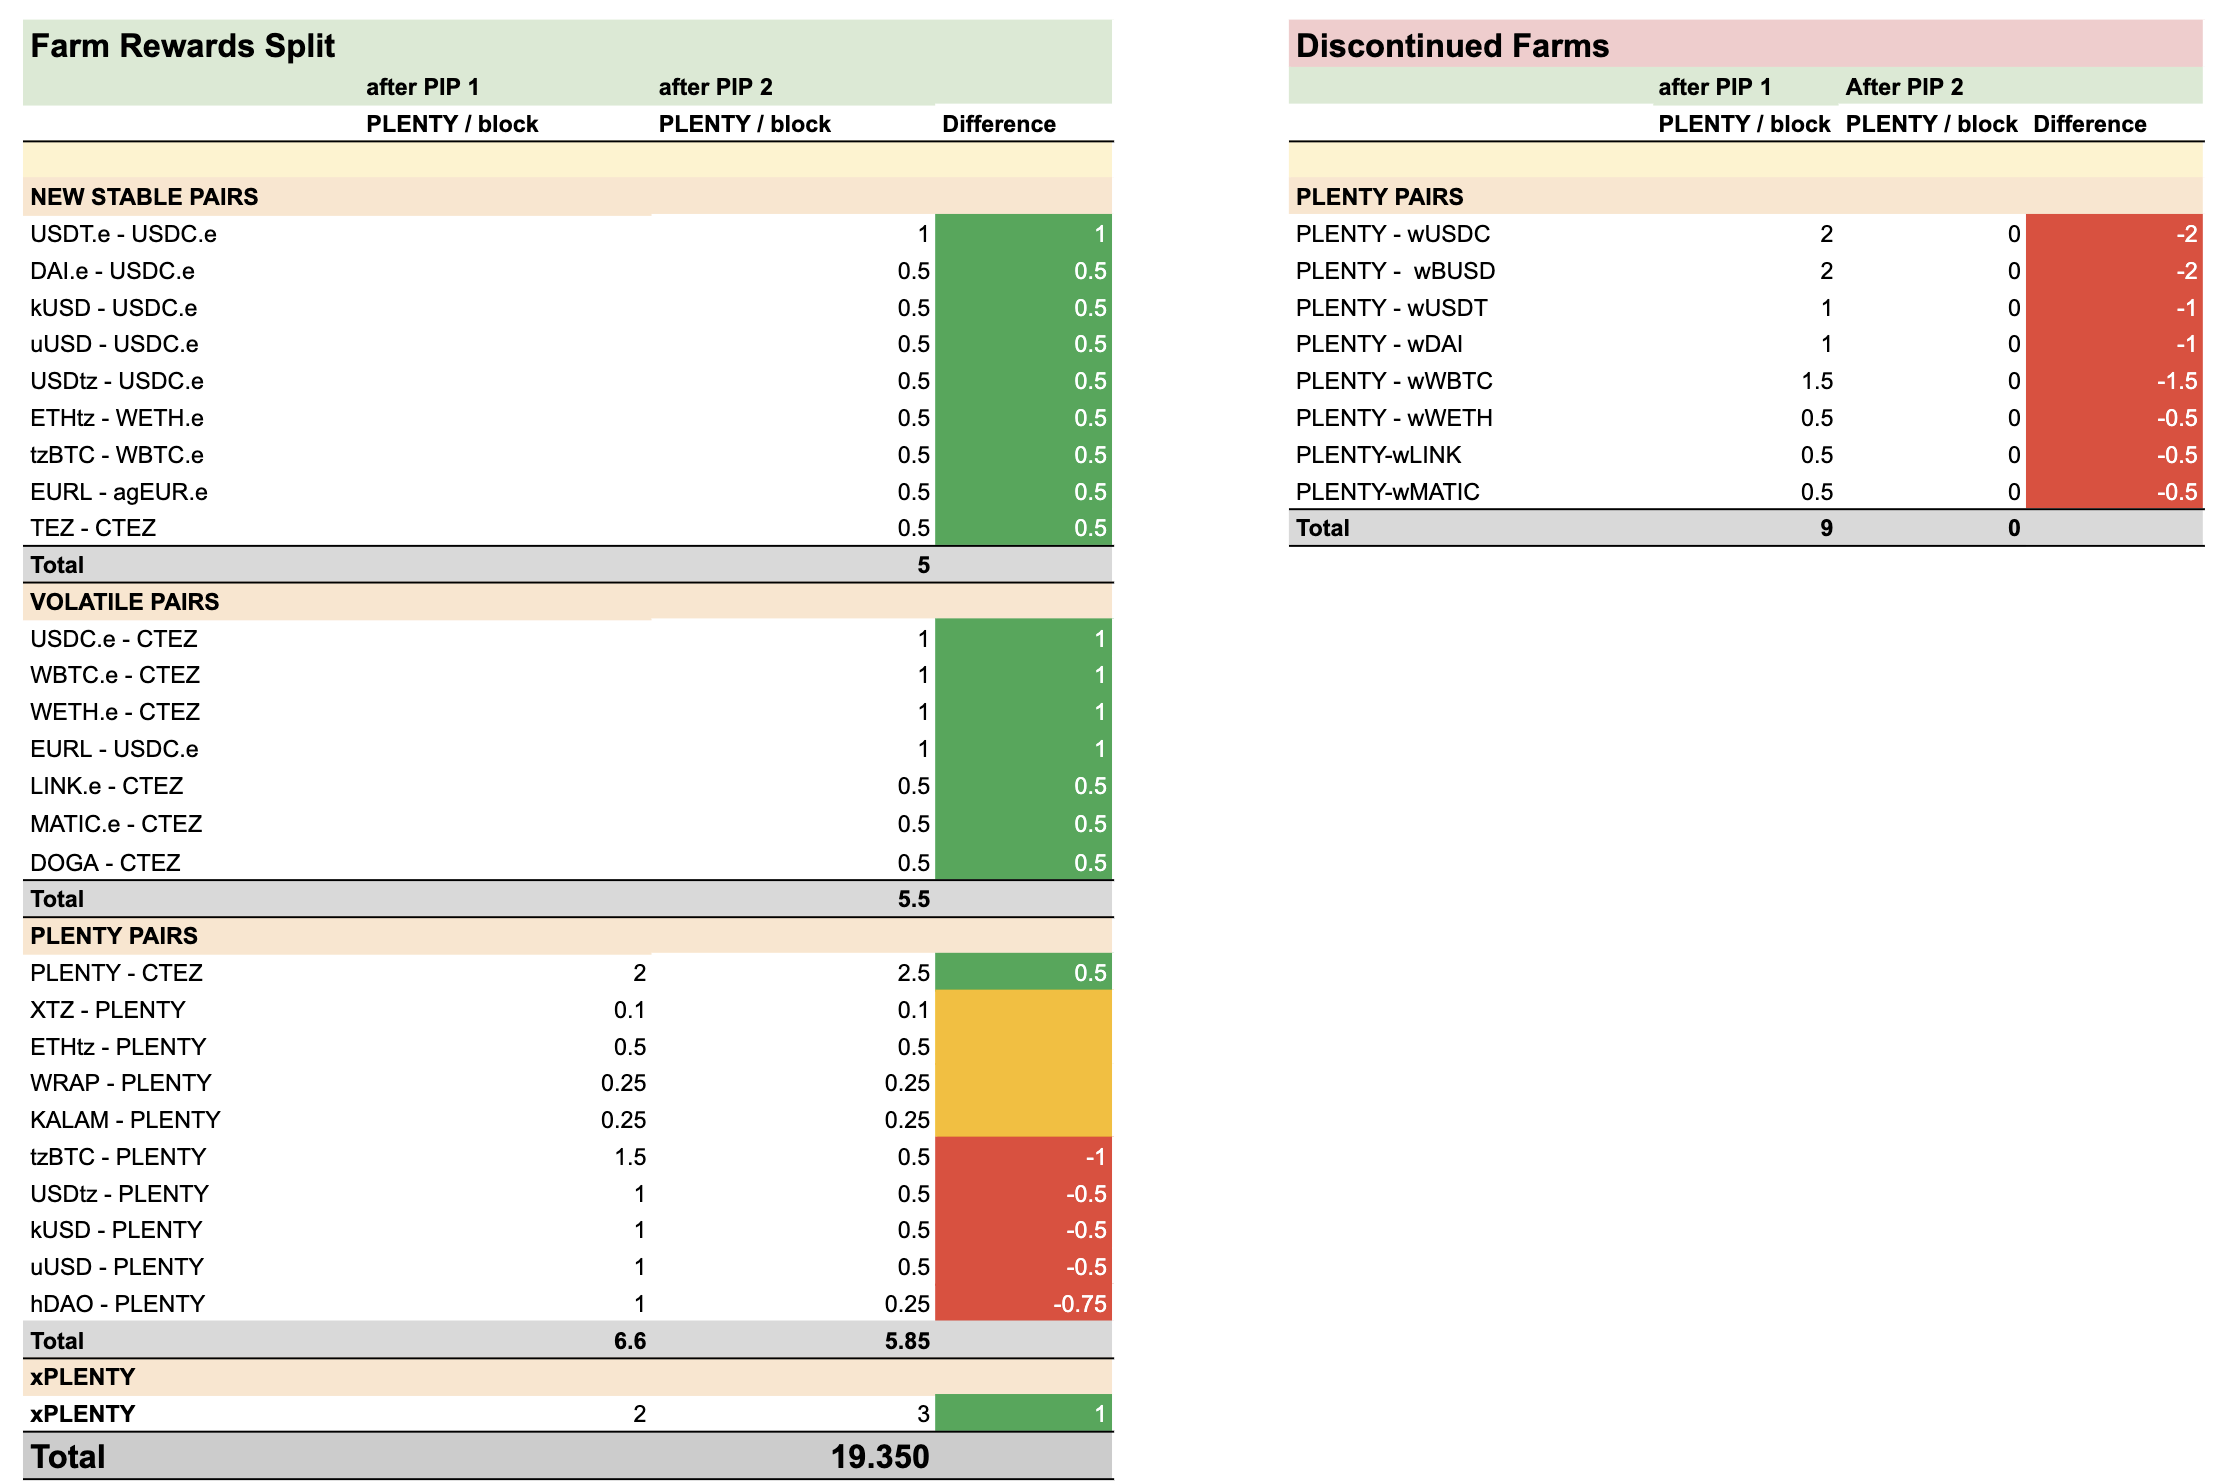 Farm Rewards Split
after PIP 1 after PIP 2
PLENTY / block PLENTY / block Difference
NEW STABLE PAIRS
USDT.e - USDC.e 1 1
DAI.e - USDC.e 0.5 0.5
kUSD - USDC.e 0.5 0.5
uUSD - USDC.e 0.5 0.5
USDtz - USDC.e 0.5 0.5
ETHtz - WETH.e 0.5 0.5
tzBTC - WBTC.e 0.5 0.5
EURL - agEUR.e 0.5 0.5
TEZ - CTEZ 0.5 0.5
Total 5
VOLATILE PAIRS
USDC.e - CTEZ 1 1
WBTC.e - CTEZ 1 1
WETH.e - CTEZ 1 1
EURL - USDC.e 1 1
LINK.e - CTEZ 0.5 0.5
MATIC.e - CTEZ 0.5 0.5
DOGA - CTEZ 0.5 0.5
Total 5.5
PLENTY PAIRS
PLENTY - CTEZ 2 2.5 0.5
XTZ - PLENTY 0.1 0.1
ETHtz - PLENTY 0.5 0.5
WRAP - PLENTY 0.25 0.25
KALAM - PLENTY 0.25 0.25
tzBTC - PLENTY 1.5 0.5 -1
USDtz - PLENTY 1 0.5 -0.5
kUSD - PLENTY 1 0.5 -0.5
uUSD - PLENTY 1 0.5 -0.5
hDAO - PLENTY 1 0.25 -0.75
Total 6.6 5.85
xPLENTY
xPLENTY 2 3 1
Total 19.350
Discontinued Farms
after PIP 1 After PIP 2
PLENTY / block PLENTY / block Difference
PLENTY PAIRS
PLENTY - wUSDC 2 0 -2
PLENTY - wBUSD 2 0 -2
PLENTY - wUSDT 1 0 -1
PLENTY - wDAI 1 0 -1
PLENTY - wWBTC 1.5 0 -1.5
PLENTY - wWETH 0.5 0 -0.5
PLENTY-wLINK 0.5 0 -0.5
PLENTY-wMATIC 0.5 0 -0.5
Total 9 0